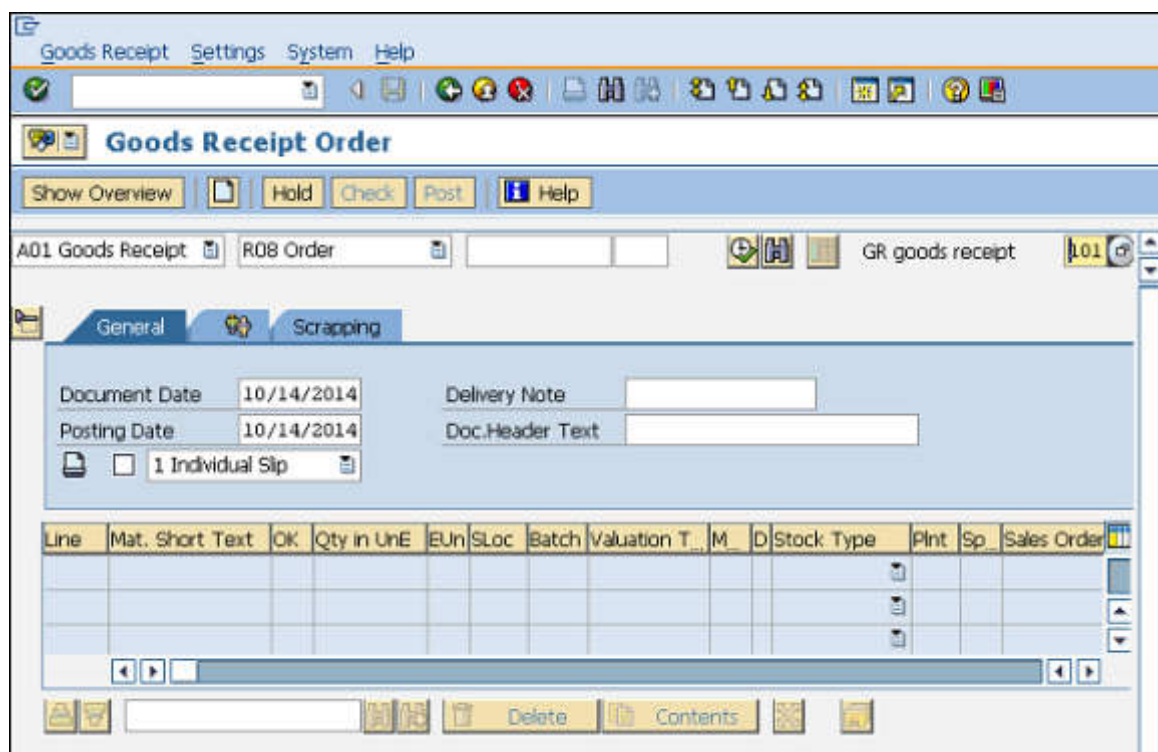 Goods Receipt Settings System Help
Goods Receipt Order
Show Overview Hold Check Post Help
A01 Goods Receipt R08 Order GR goods receipt 101
General Scrapping
Document Date 10/14/2014 Delivery Note
Posting Date 10/14/2014 Doc.Header Text
1 Individual Slip
Line Mat. Short Text OK Qty in UnE EUn SLoc Batch Valuation T... M... D Stock Type Plnt Sp... Sales Order
Delete Contents